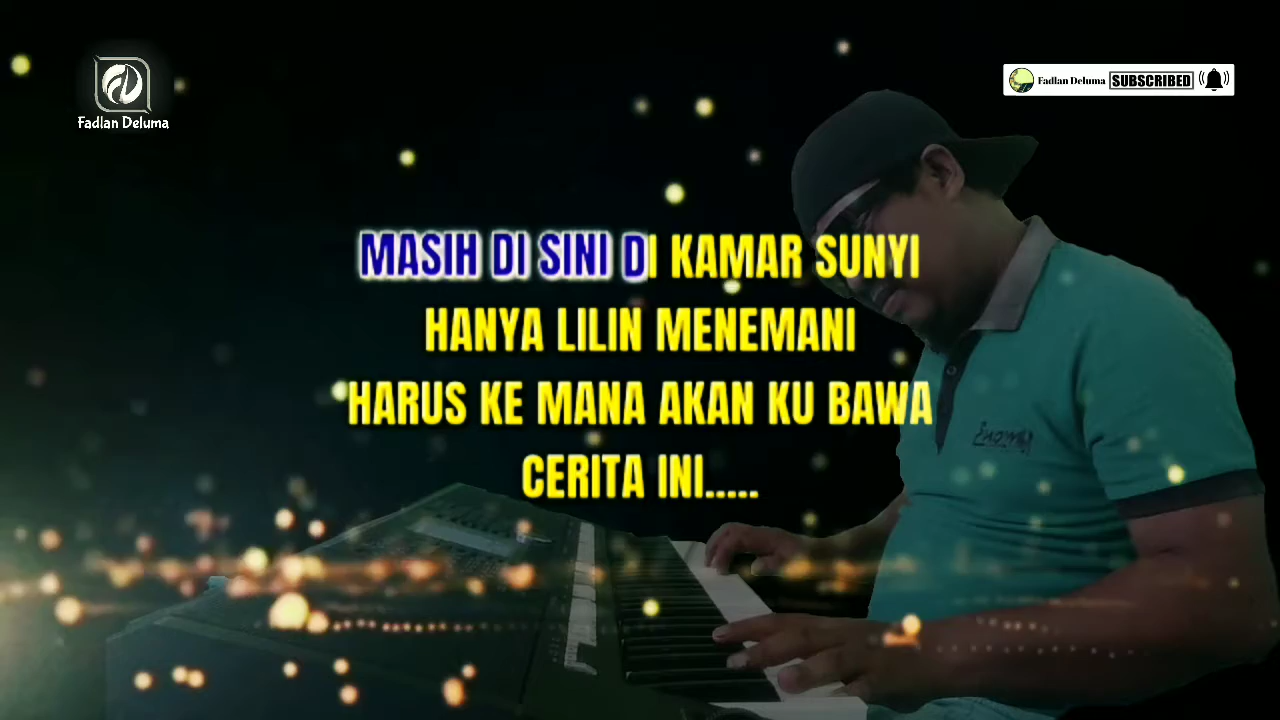 Fadlan Deluma
Fadlan Deluma SUBSCRIBED
MASIH DI SINI DI KAMAR SUNYI
HANYA LILIN MENEMANI
HARUS KE MANA AKAN KU BAWA
CERITA INI.....